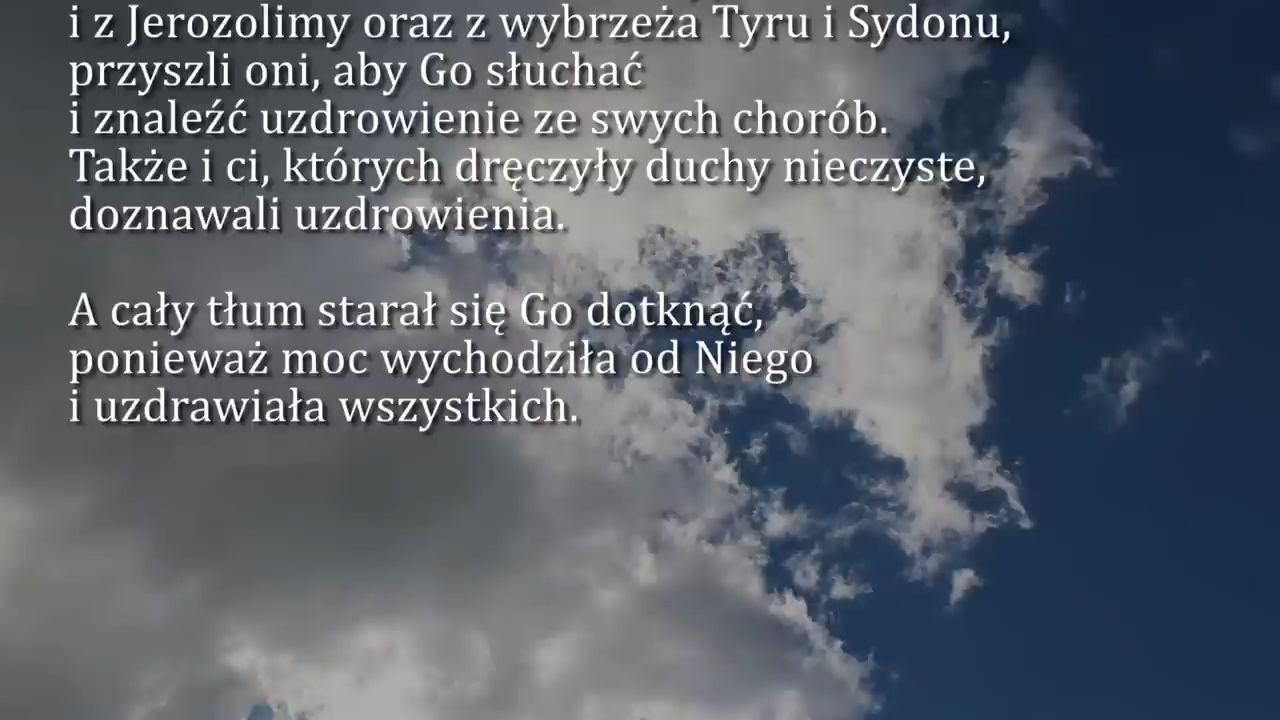 i z Jerozolimy oraz z wybrzeża Tyru i Sydonu,
przyszli oni, aby Go słuchać
i znaleźć uzdrowienie ze swych chorób.
Także i ci, których dręczyły duchy nieczyste,
doznawali uzdrowienia.
A cały tłum starał się Go dotknąć,
ponieważ moc wychodziła od Niego
i uzdrawiała wszystkich.